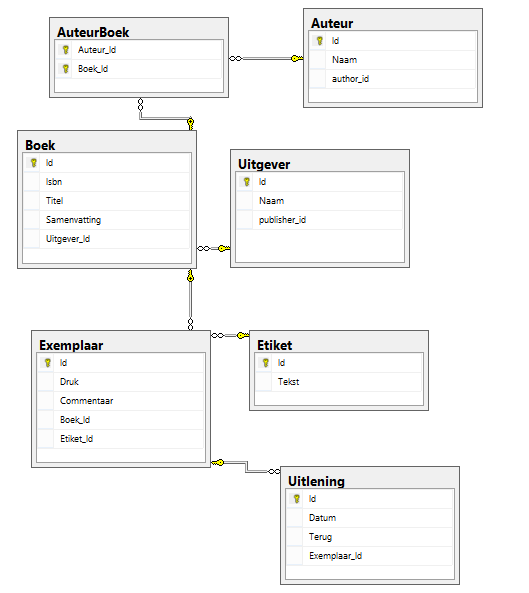 AuteurBoek
Auteur_Id
Boek_Id
Auteur
Id
Naam
author_id
Boek
Id
Isbn
Titel
Samenvatting
Uitgever_Id
Uitgever
Id
Naam
publisher_id
Exemplaar
Id
Druk
Commentaar
Boek_Id
Etiket_Id
Etiket
Id
Tekst
Uitlening
Id
Datum
Terug
Exemplaar_Id